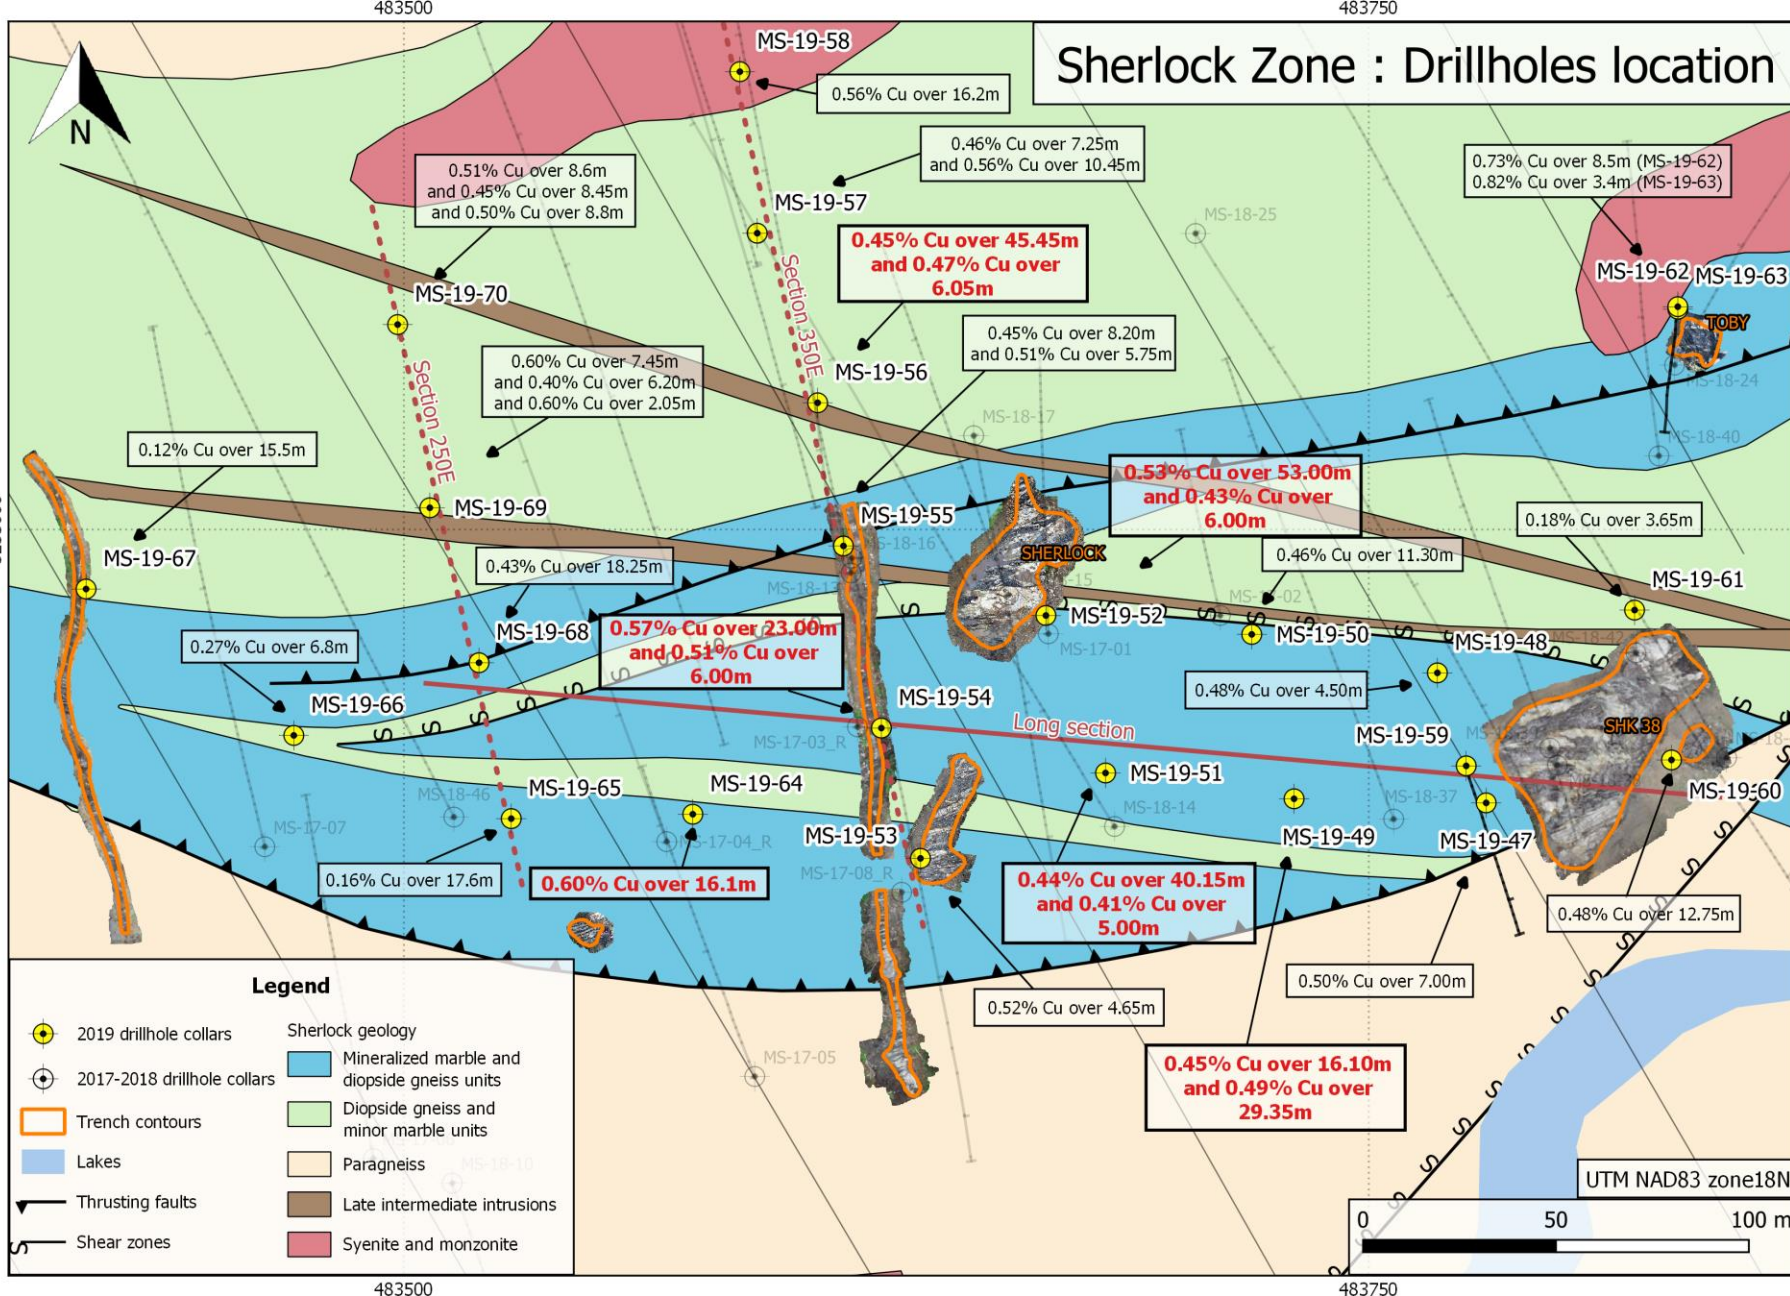 483500
483750
Sherlock Zone : Drillholes location
N
MS-19-58
0.56% Cu over 16.2m
0.46% Cu over 7.25m
and 0.56% Cu over 10.45m
0.51% Cu over 8.6m
and 0.45% Cu over 8.45m
and 0.50% Cu over 8.8m
0.73% Cu over 8.5m (MS-19-62)
0.82% Cu over 3.4m (MS-19-63)
MS-19-57
MS-18-25
0.45% Cu over 45.45m
and 0.47% Cu over
6.05m
Section 350E
MS-19-62
MS-19-63
MS-19-70
TOBY
0.45% Cu over 8.20m
and 0.51% Cu over 5.75m
0.60% Cu over 7.45m
and 0.40% Cu over 6.20m
and 0.60% Cu over 2.05m
Section 250E
MS-19-56
MS-18-24
MS-18-17
MS-18-40
0.12% Cu over 15.5m
0.53% Cu over 53.00m
and 0.43% Cu over
6.00m
MS-19-69
MS-19-55
MS-18-16
0.18% Cu over 3.65m
MS-19-67
SHERLOCK
0.46% Cu over 11.30m
0.43% Cu over 18.25m
MS-18-13
MS-19-61
MS-19-52
MS-19-50
MS-19-68
0.57% Cu over 23.00m
and 0.51% Cu over
6.00m
MS-17-01
MS-19-48
MS-18-42
0.27% Cu over 6.8m
0.48% Cu over 4.50m
MS-19-66
MS-19-54
Long section
SHK 38
MS-19-59
MS-17-03_R
MS-19-51
MS-19-60
MS-19-65
MS-19-64
MS-18-46
MS-18-14
MS-18-37
MS-17-07
MS-17-04_R
MS-19-53
MS-19-49
MS-19-47
MS-17-08_R
0.16% Cu over 17.6m
0.60% Cu over 16.1m
0.44% Cu over 40.15m
and 0.41% Cu over
5.00m
0.48% Cu over 12.75m
0.50% Cu over 7.00m
0.52% Cu over 4.65m
MS-17-05
0.45% Cu over 16.10m
and 0.49% Cu over
29.35m
Legend
2019 drillhole collars
2017-2018 drillhole collars
Trench contours
Lakes
Thrusting faults
Shear zones
Sherlock geology
Mineralized marble and
diopside gneiss units
Diopside gneiss and
minor marble units
Paragneiss
Late intermediate intrusions
Syenite and monzonite
MS-18-10
UTM NAD83 zone18N
0 50 100 m
483500
483750